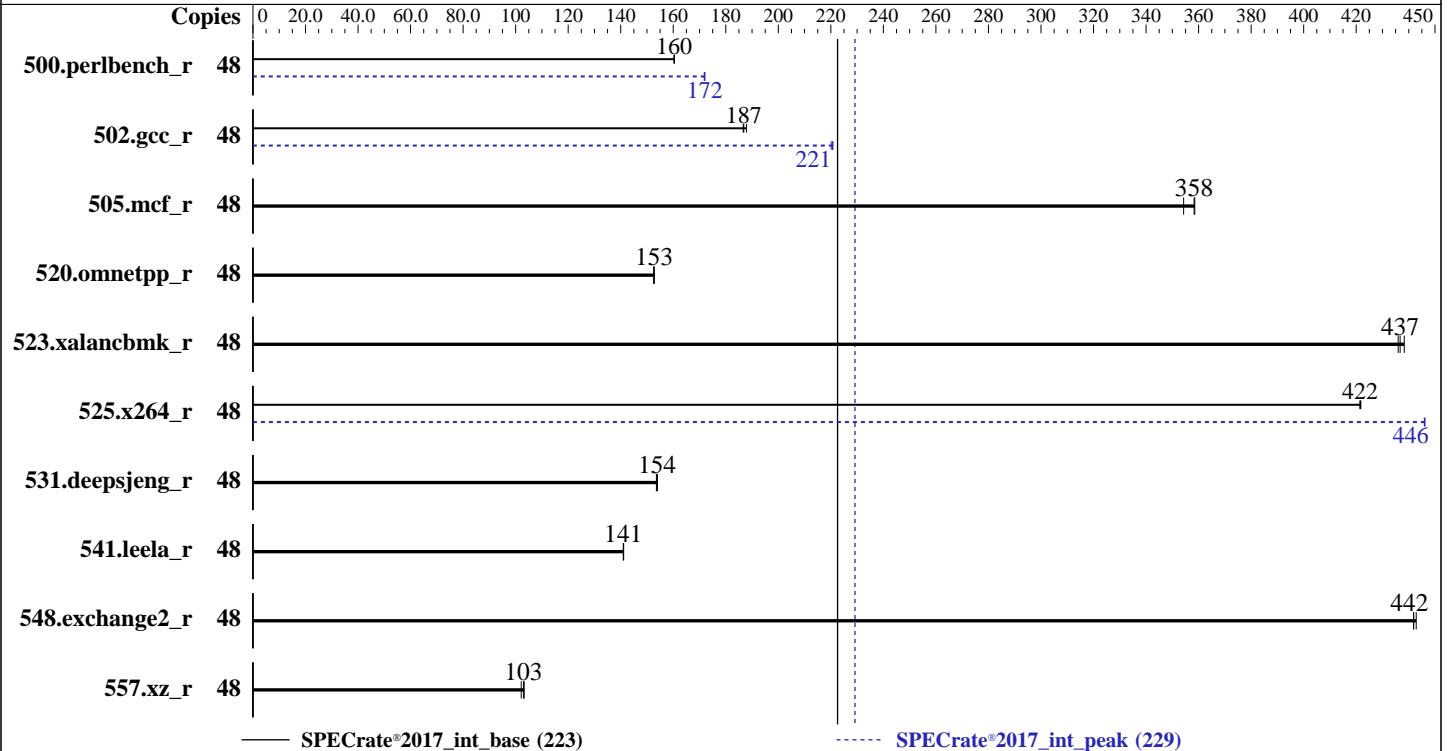 Copies 0 20.0 40.0 60.0 80.0 100 120 140 160 180 200 220 240 260 280 300 320 340 360 380 400 420 450
160
500.perlbench_r 48
172
187
502.gcc_r 48
221
358
505.mcf_r 48
153
520.omnetpp_r 48
437
523.xalancbmk_r 48
422
525.x264_r 48
446
154
531.deepsjeng_r 48
141
541.leela_r 48
442
548.exchange2_r 48
103
557.xz_r 48
SPECrate®2017_int_base (223) SPECrate®2017_int_peak (229)